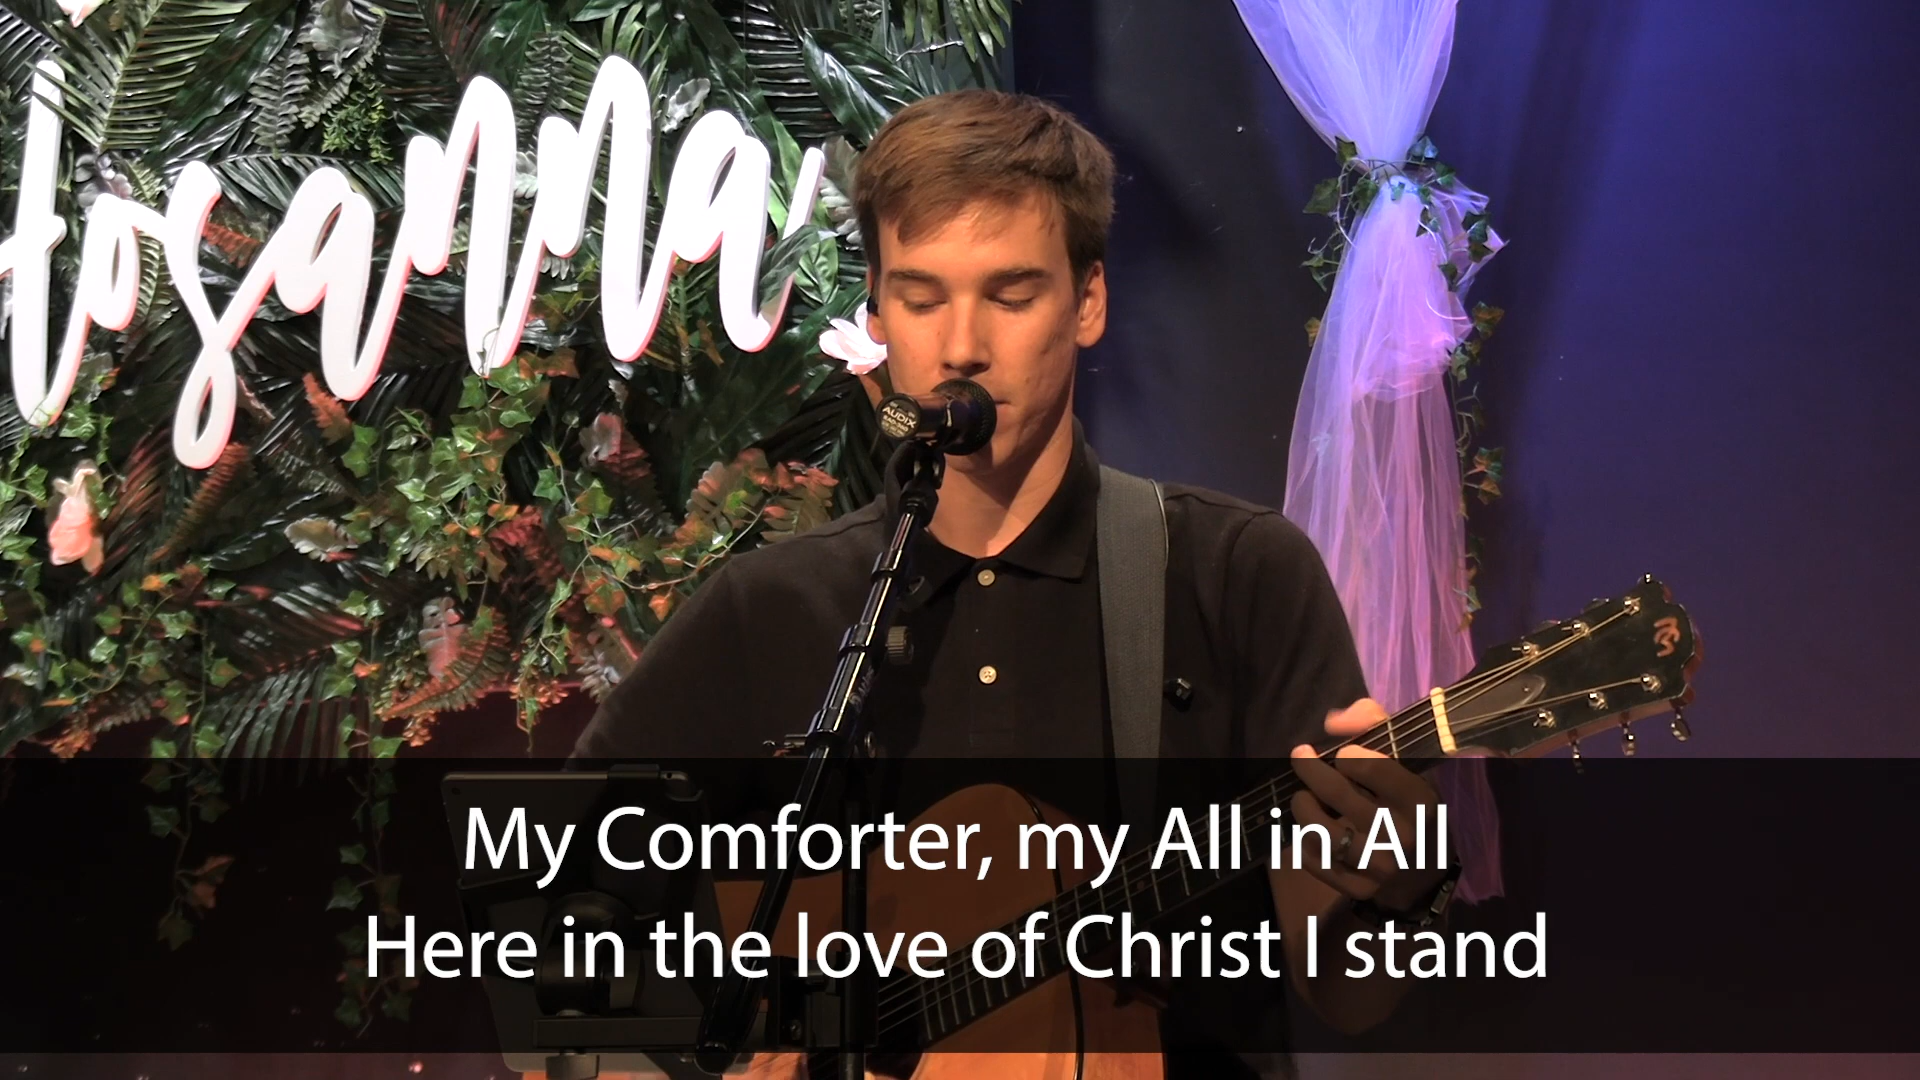 Hosanna
AUDIX
My Comforter, my All in All
Here in the love of Christ I stand